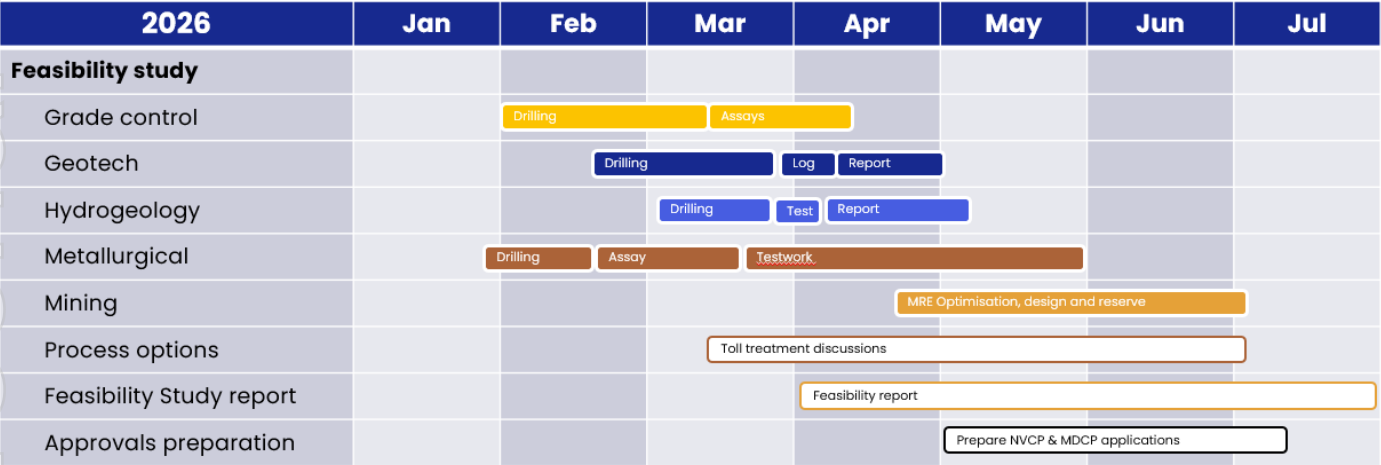 2026 Jan Feb Mar Apr May Jun Jul
Feasibility study
Grade control Drilling Assays
Geotech Drilling Log Report
Hydrogeology Drilling Test Report
Metallurgical Drilling Assay Testwork
Mining MRE Optimisation, design and reserve
Process options Toll treatment discussions
Feasibility Study report Feasibility report
Approvals preparation Prepare NVCP & MDCP applications